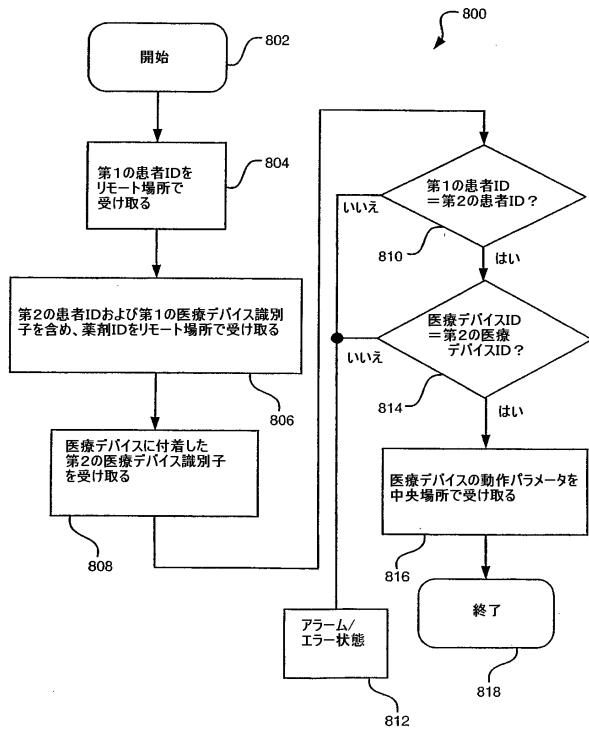 800
開始
802
第1の患者IDを
リモート場所で
受け取る
804
第2の患者IDおよび第1の医療デバイス識別
子を含め、薬剤IDをリモート場所で受け取る
806
医療デバイスに付着した
第2の医療デバイス識別子
を受け取る
808
第1の患者ID
＝第2の患者ID？
いいえ
810
はい
医療デバイスID
＝第2の医療
デバイスID？
いいえ
814
はい
医療デバイスの動作パラメータを
中央場所で受け取る
816
アラーム/
エラー状態
812
終了
818